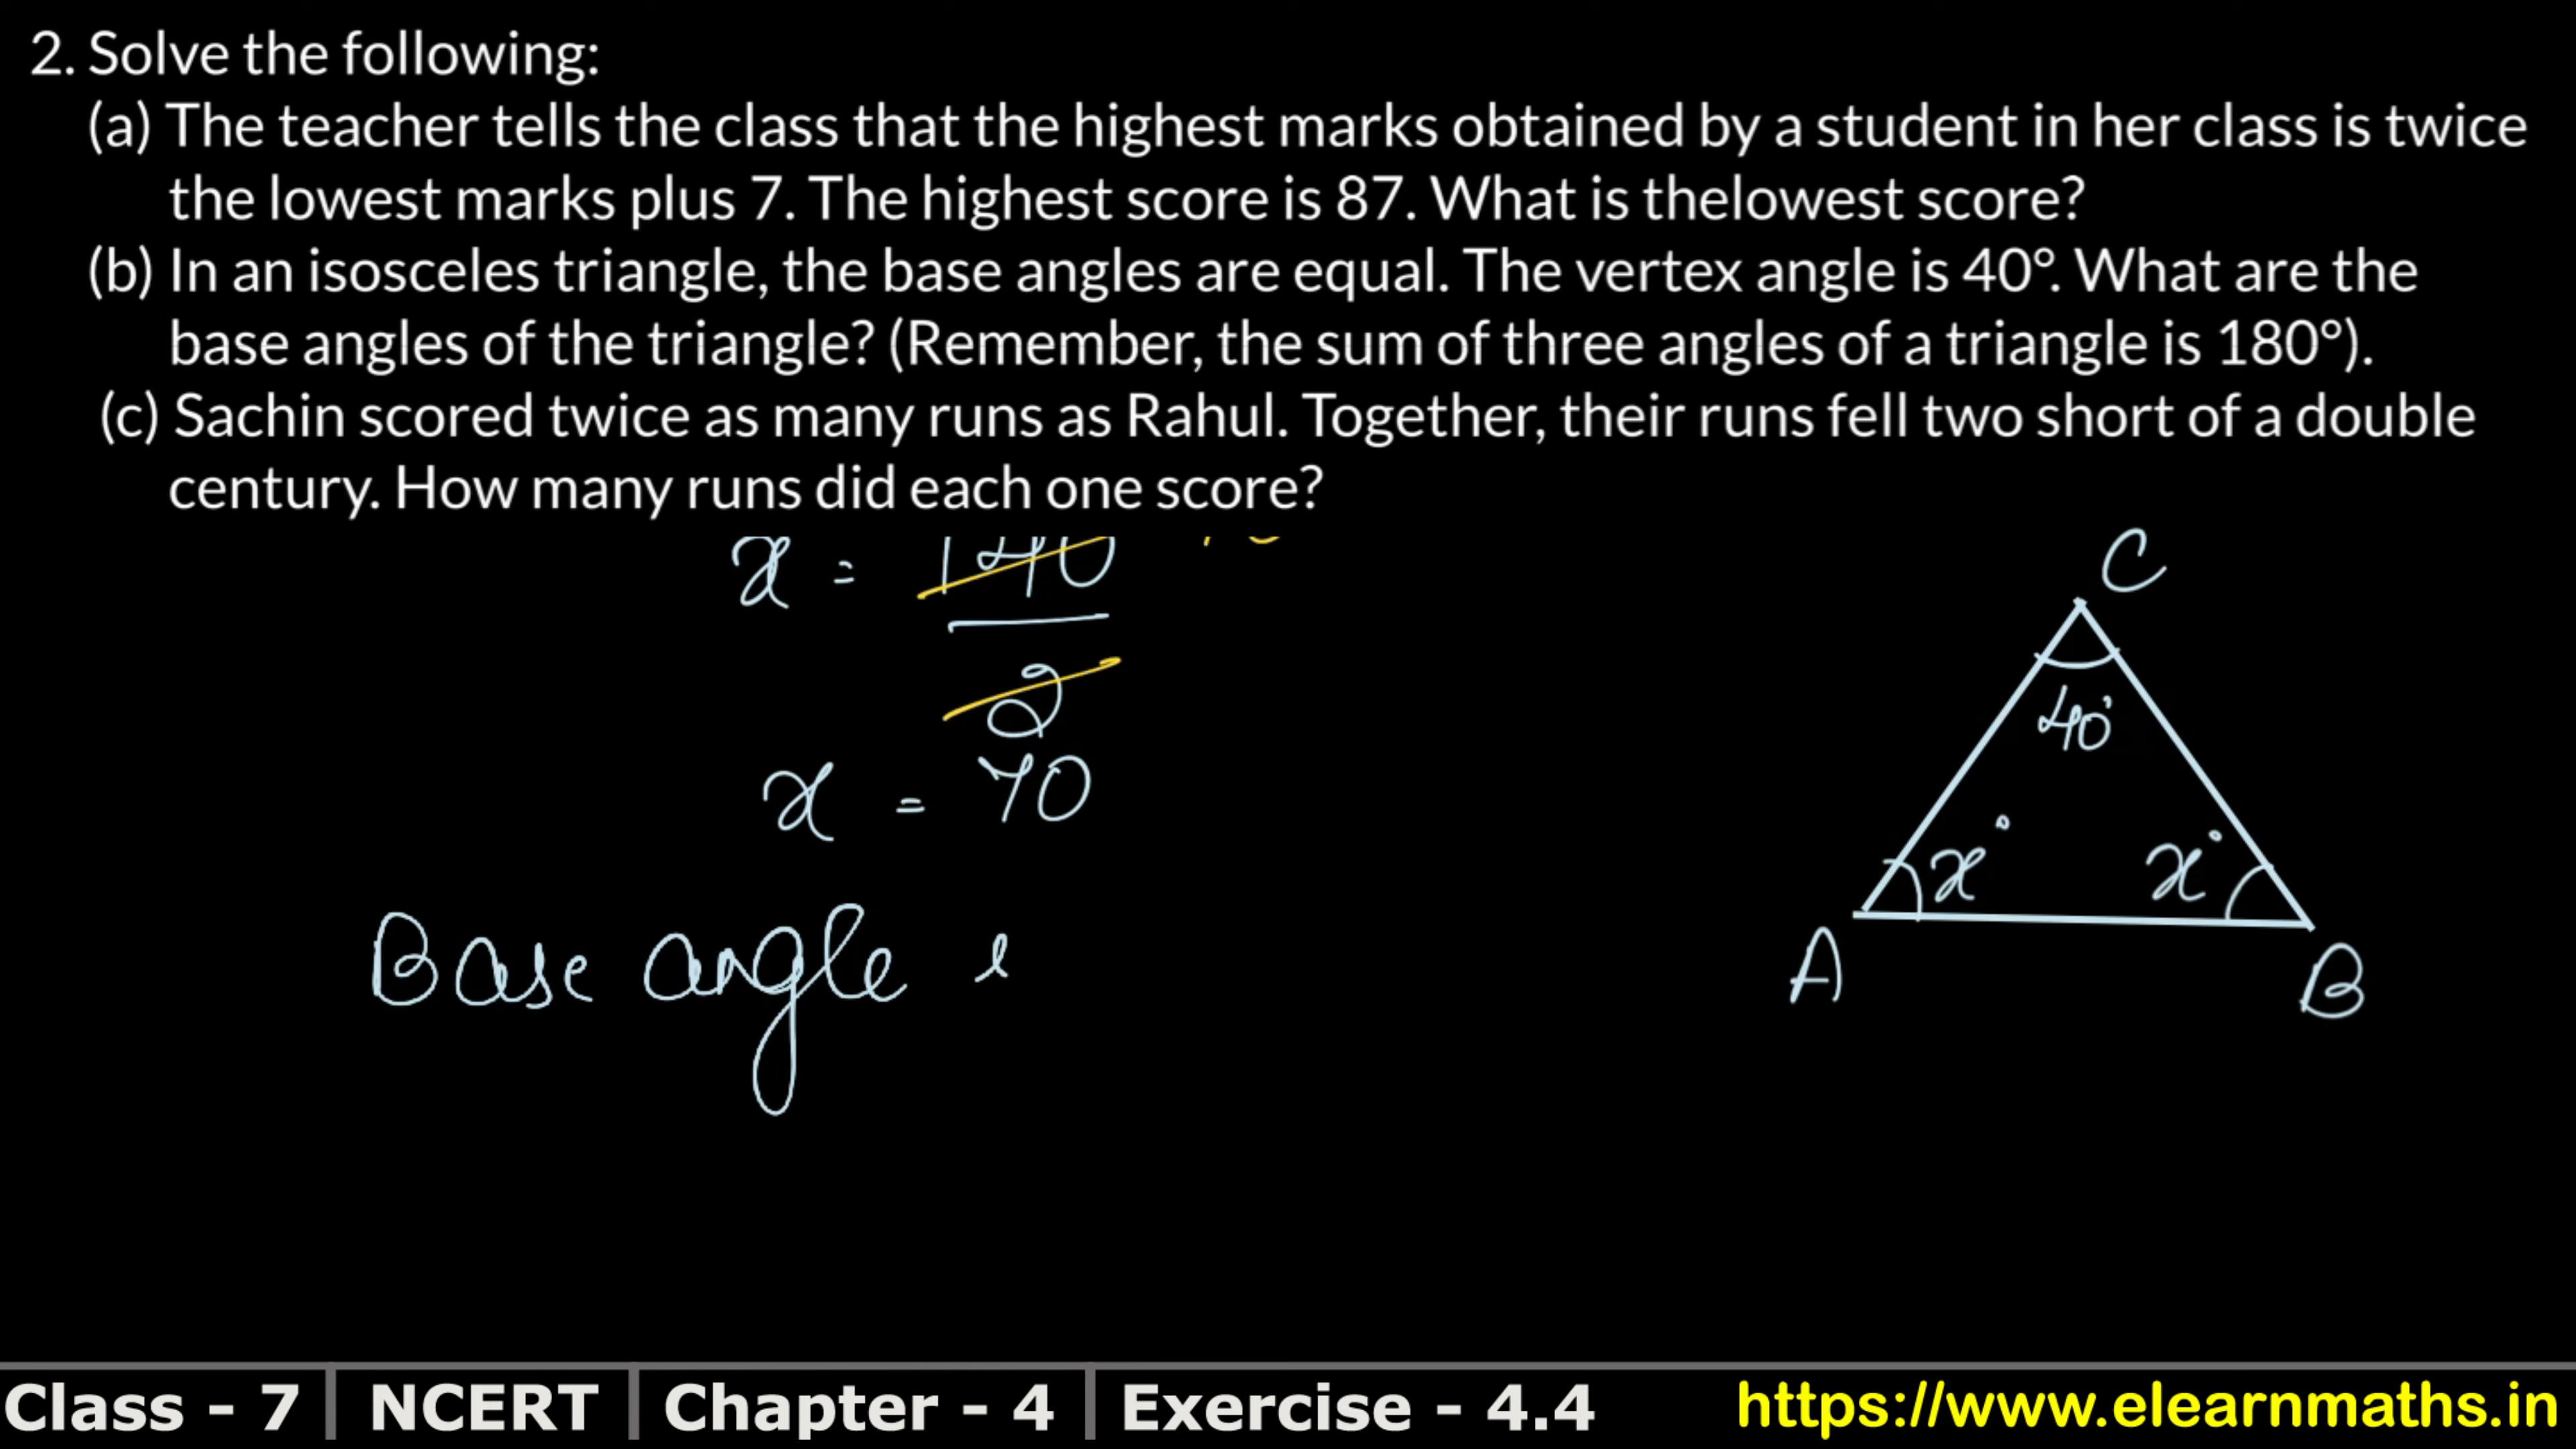 2. Solve the following:
(a) The teacher tells the class that the highest marks obtained by a student in her class is twice
the lowest marks plus 7. The highest score is 87. What is thelowest score?
(b) In an isosceles triangle, the base angles are equal. The vertex angle is 40°. What are the
base angles of the triangle? (Remember, the sum of three angles of a triangle is 180°).
(c) Sachin scored twice as many runs as Rahul. Together, their runs fell two short of a double
century. How many runs did each one score?
x = 140
2
x = 70
Base angle
C
40°
x° x°
A B
Class - 7 | NCERT | Chapter - 4 | Exercise - 4.4 https://www.elearnmaths.in